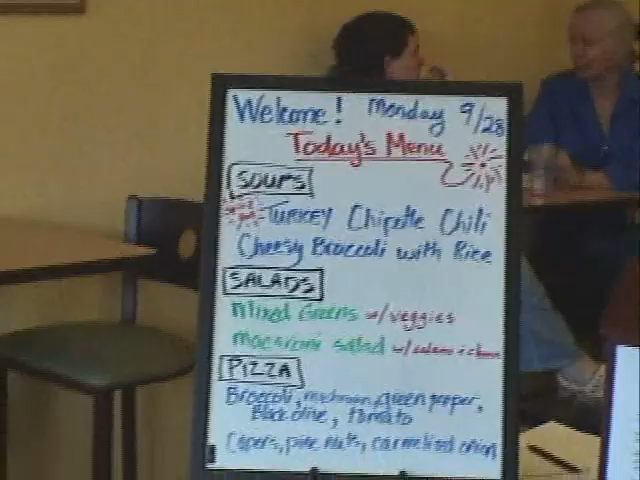 Welcome! Monday 9/28
Today's Menu
SOUPS
Turkey Chipotle Chili
Cheesy Broccoli with Rice
SALADS
Mixed Greens w/veggies
macaroni salad w/
PIZZA
Broccoli, mushroom, green pepper,
Black olive, tomato
Capers, pine nuts, carmelized onion